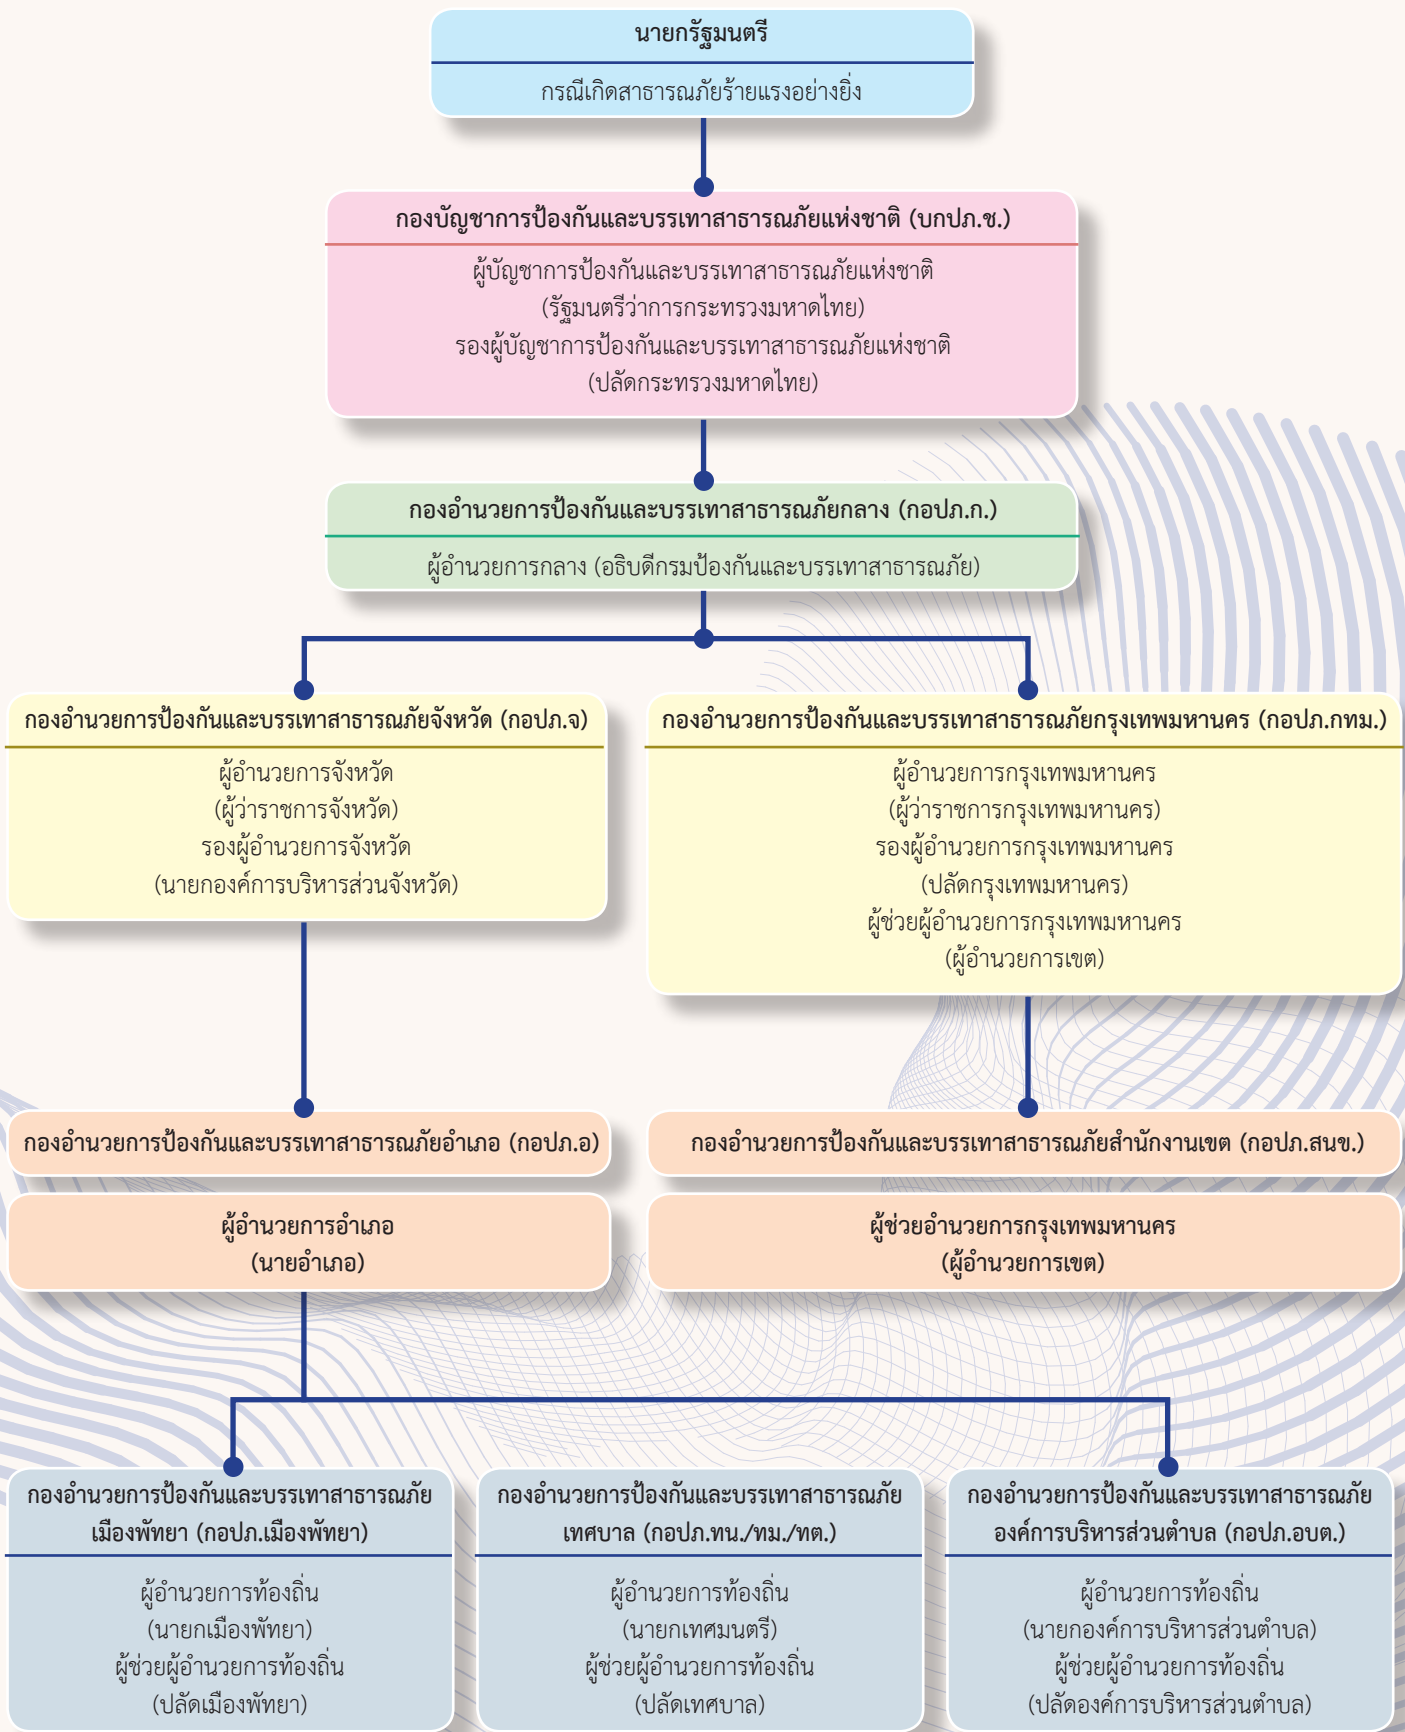 นายกรัฐมนตรี
กรณีเกิดสาธารณภัยร้ายแรงอย่างยิ่ง
กองบัญชาการป้องกันและบรรเทาสาธารณภัยแห่งชาติ (บกปภ.ช.)
ผู้บัญชาการป้องกันและบรรเทาสาธารณภัยแห่งชาติ
(รัฐมนตรีว่าการกระทรวงมหาดไทย)
รองผู้บัญชาการป้องกันและบรรเทาสาธารณภัยแห่งชาติ
(ปลัดกระทรวงมหาดไทย)
กองอำนวยการป้องกันและบรรเทาสาธารณภัยกลาง (กอปภ.ก.)
ผู้อำนวยการกลาง (อธิบดีกรมป้องกันและบรรเทาสาธารณภัย)
กองอำนวยการป้องกันและบรรเทาสาธารณภัยจังหวัด (กอปภ.จ)
ผู้อำนวยการจังหวัด
(ผู้ว่าราชการจังหวัด)
รองผู้อำนวยการจังหวัด
(นายกองค์การบริหารส่วนจังหวัด)
กองอำนวยการป้องกันและบรรเทาสาธารณภัยกรุงเทพมหานคร (กอปภ.กทม.)
ผู้อำนวยการกรุงเทพมหานคร
(ผู้ว่าราชการกรุงเทพมหานคร)
รองผู้อำนวยการกรุงเทพมหานคร
(ปลัดกรุงเทพมหานคร)
ผู้ช่วยผู้อำนวยการกรุงเทพมหานคร
(ผู้อำนวยการเขต)
กองอำนวยการป้องกันและบรรเทาสาธารณภัยอำเภอ (กอปภ.อ)
ผู้อำนวยการอำเภอ
(นายอำเภอ)
กองอำนวยการป้องกันและบรรเทาสาธารณภัยสำนักงานเขต (กอปภ.สนข.)
ผู้ช่วยอำนวยการกรุงเทพมหานคร
(ผู้อำนวยการเขต)
กองอำนวยการป้องกันและบรรเทาสาธารณภัย
เมืองพัทยา (กอปภ.เมืองพัทยา)
ผู้อำนวยการท้องถิ่น
(นายกเมืองพัทยา)
ผู้ช่วยผู้อำนวยการท้องถิ่น
(ปลัดเมืองพัทยา)
กองอำนวยการป้องกันและบรรเทาสาธารณภัย
เทศบาล (กอปภ.ทน./ทม./ทต.)
ผู้อำนวยการท้องถิ่น
(นายกเทศมนตรี)
ผู้ช่วยผู้อำนวยการท้องถิ่น
(ปลัดเทศบาล)
กองอำนวยการป้องกันและบรรเทาสาธารณภัย
องค์การบริหารส่วนตำบล (กอปภ.อบต.)
ผู้อำนวยการท้องถิ่น
(นายกองค์การบริหารส่วนตำบล)
ผู้ช่วยผู้อำนวยการท้องถิ่น
(ปลัดองค์การบริหารส่วนตำบล)